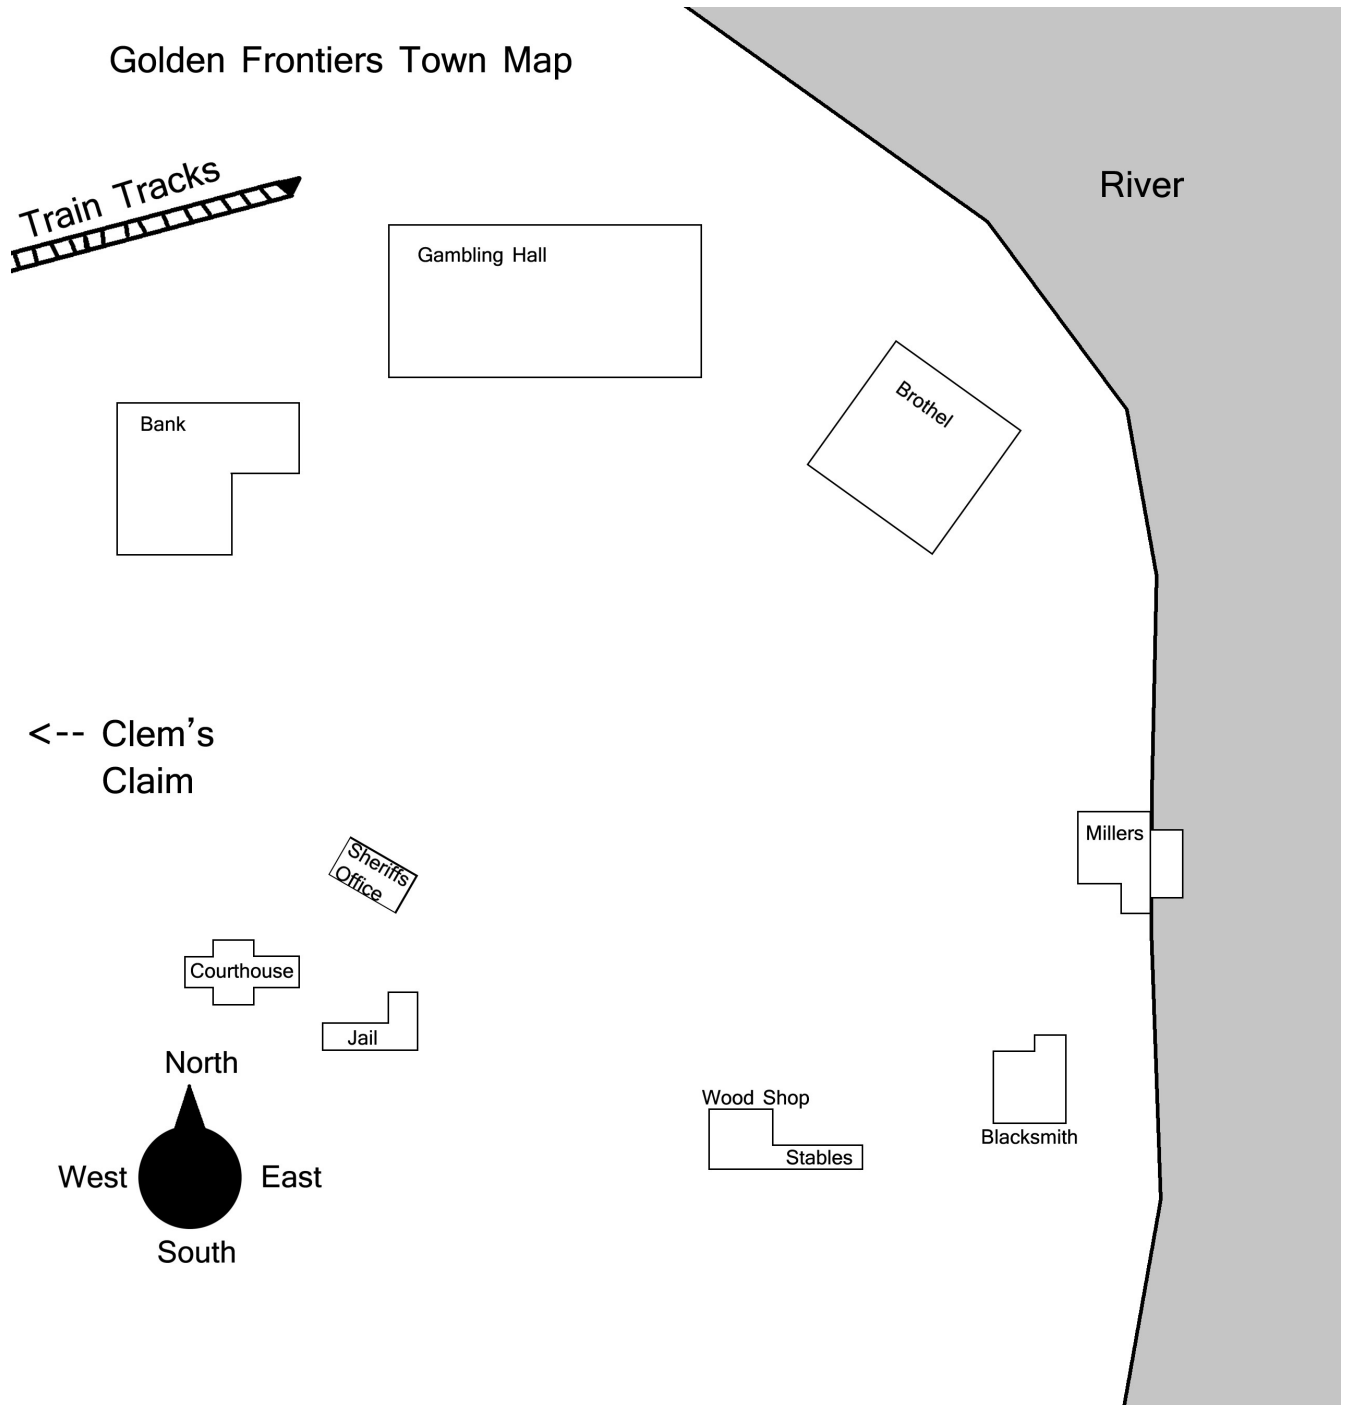 Golden Frontiers Town Map
Train Tracks
River
Gambling Hall
Brothel
Bank
<-- Clem's
Claim
Millers
Sheriffs
Office
Courthouse
Jail
North
Wood Shop
Blacksmith
Stables
West
East
South